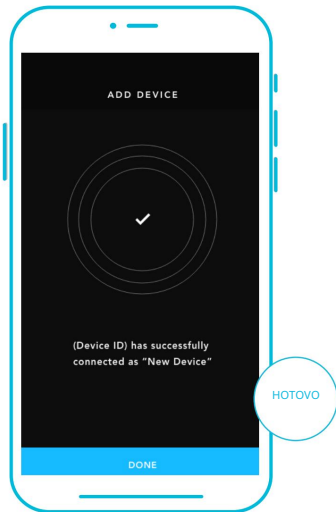 ADD DEVICE
(Device ID) has successfully
connected as “New Device”
HOTOVO
DONE